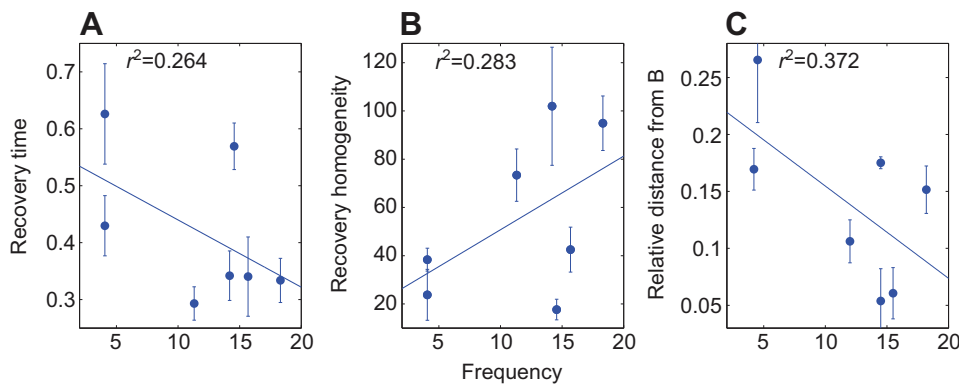 A
r²=0.264
Recovery time
0.7
0.6
0.5
0.4
0.3
5 10 15 20
B
r²=0.283
Recovery homogeneity
120
100
80
60
40
20
5 10 15 20
Frequency
C
r²=0.372
Relative distance from B
0.25
0.2
0.15
0.1
0.05
5 10 15 20